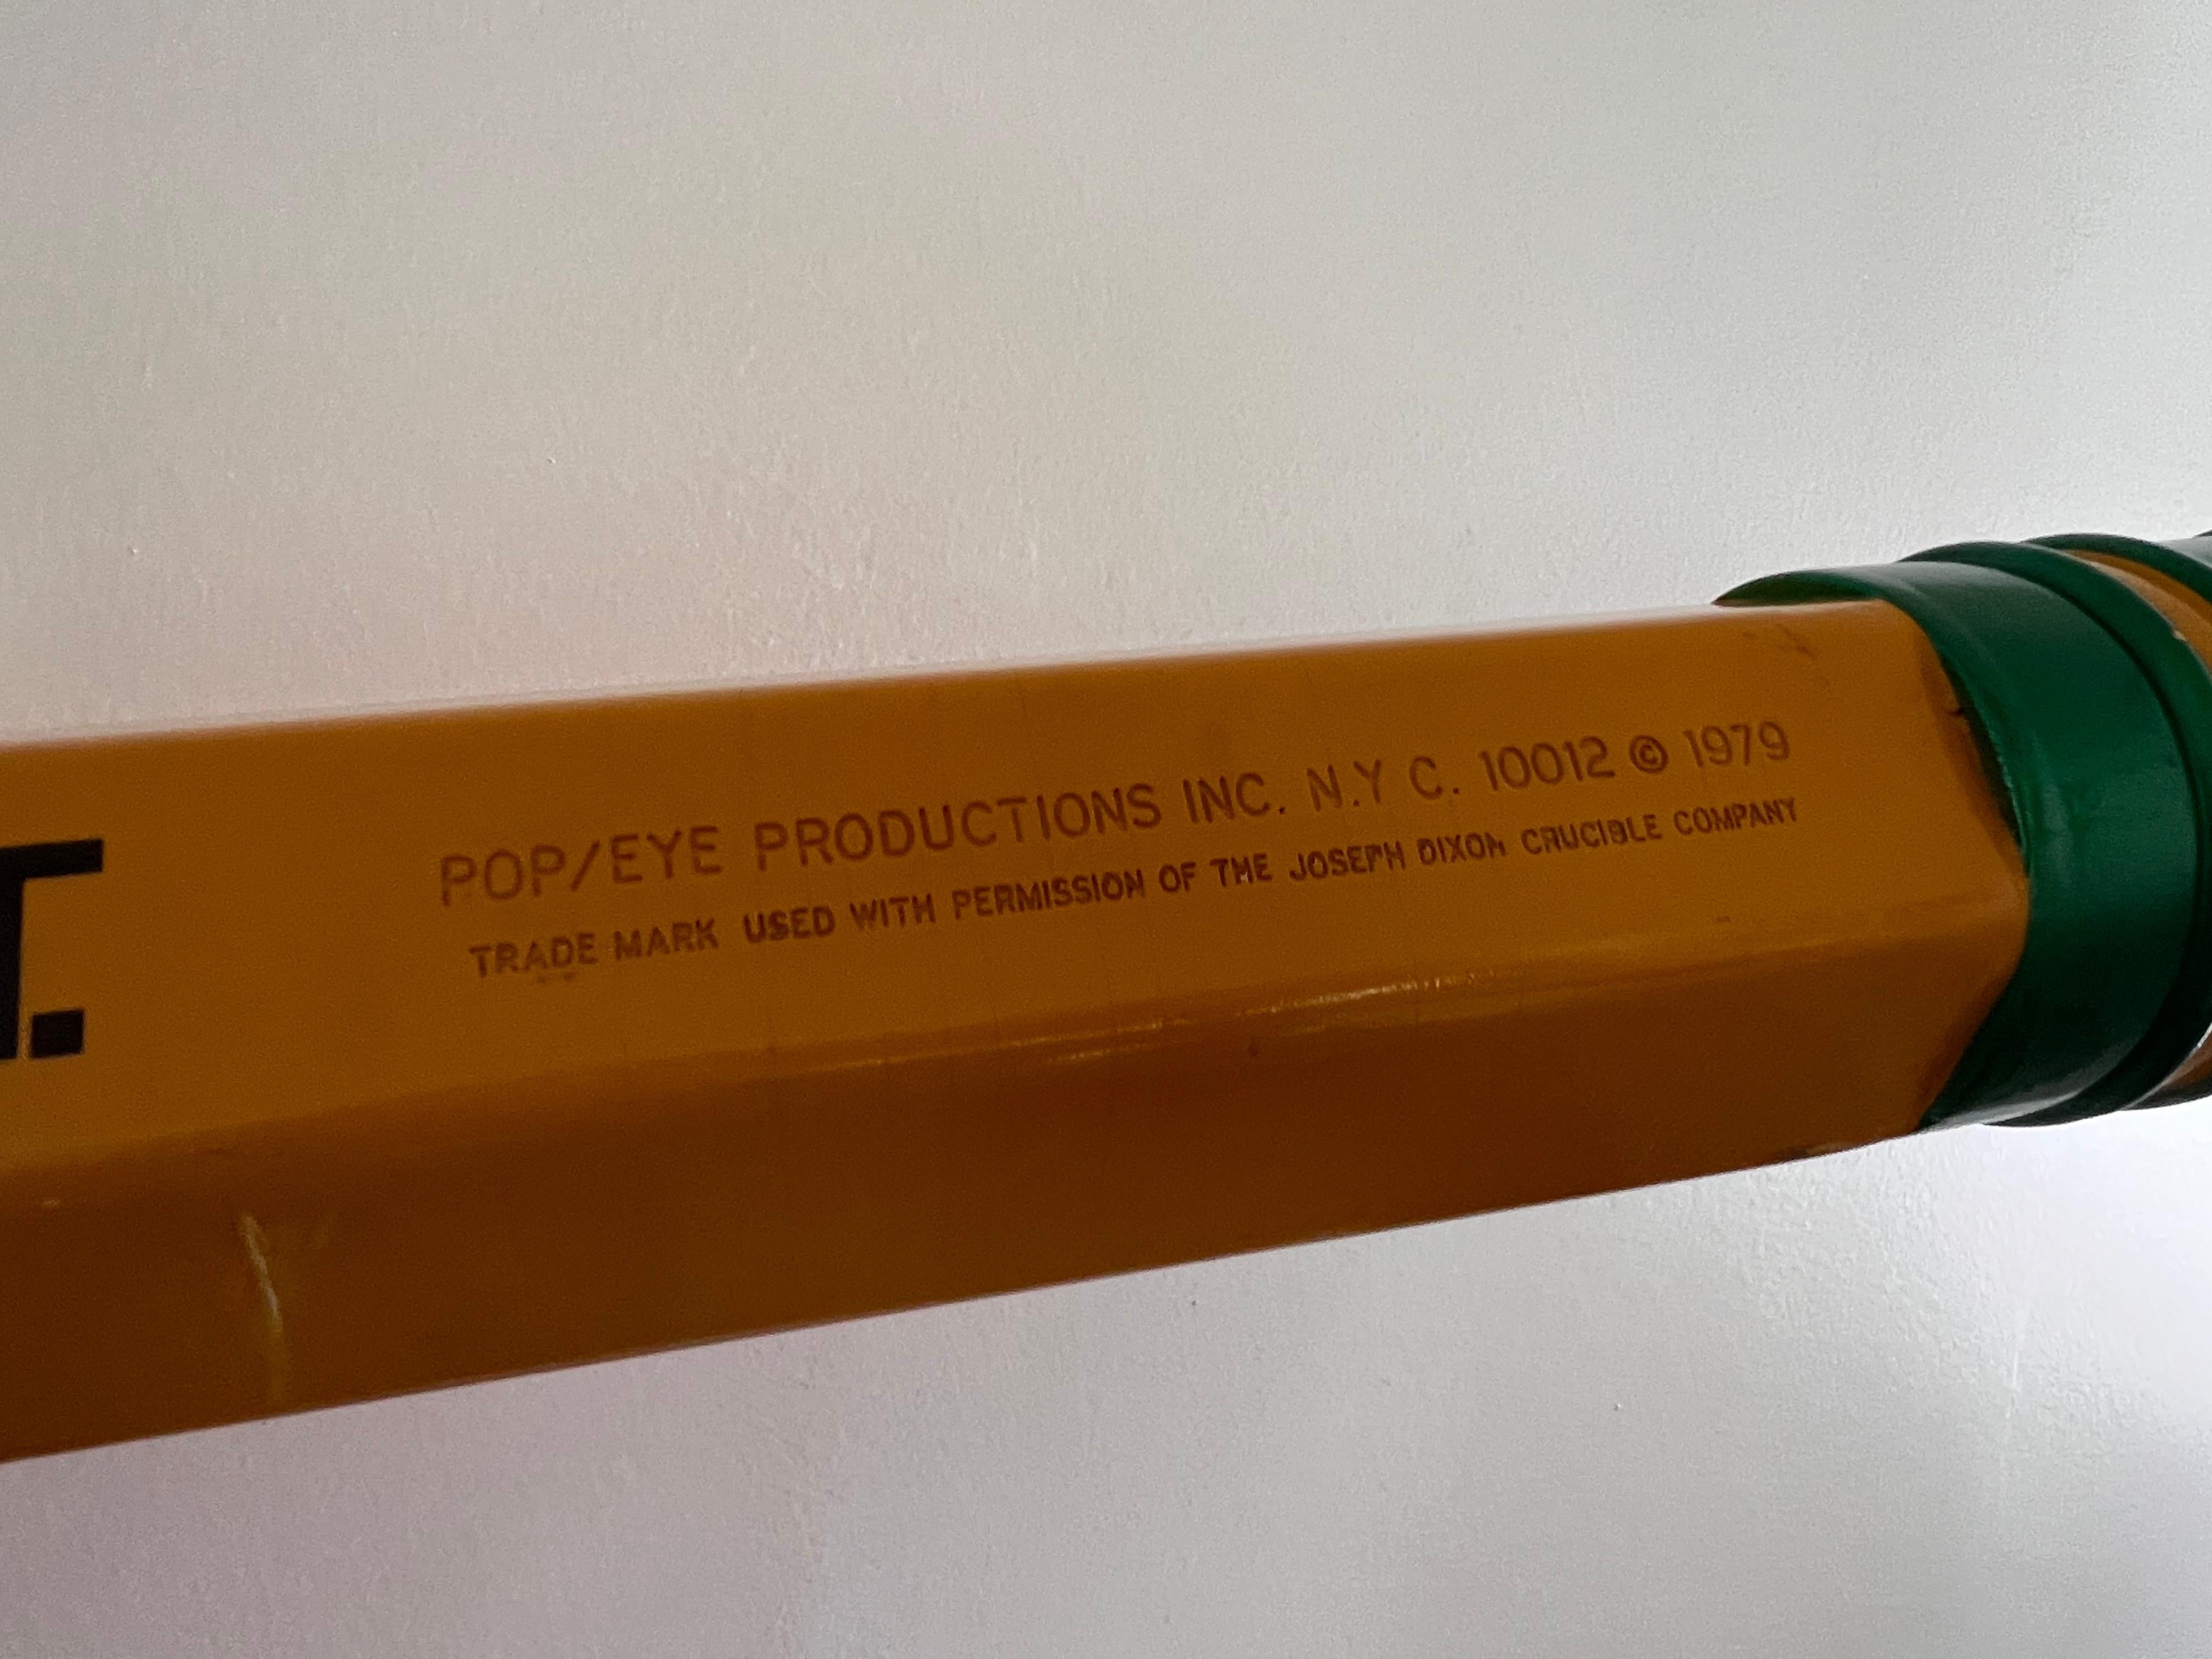 T.
POP/EYE PRODUCTIONS INC. N.Y C. 10012 © 1979
TRADE MARK USED WITH PERMISSION OF THE JOSEPH DIXON CRUCIBLE COMPANY